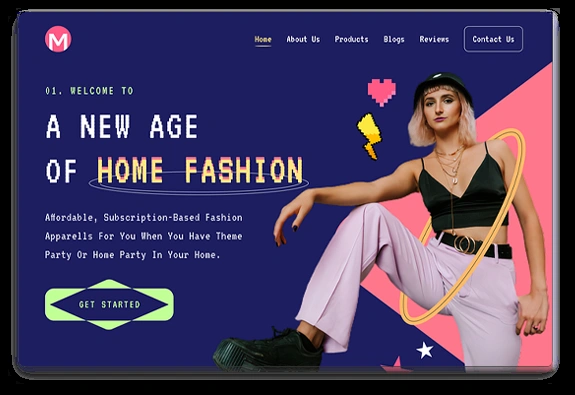 M
Home About Us Products Blogs Reviews Contact Us
01. WELCOME TO
A NEW AGE
OF HOME FASHION
Affordable, Subscription-Based Fashion
Apparells For You When You Have Theme
Party Or Home Party In Your Home.
GET STARTED